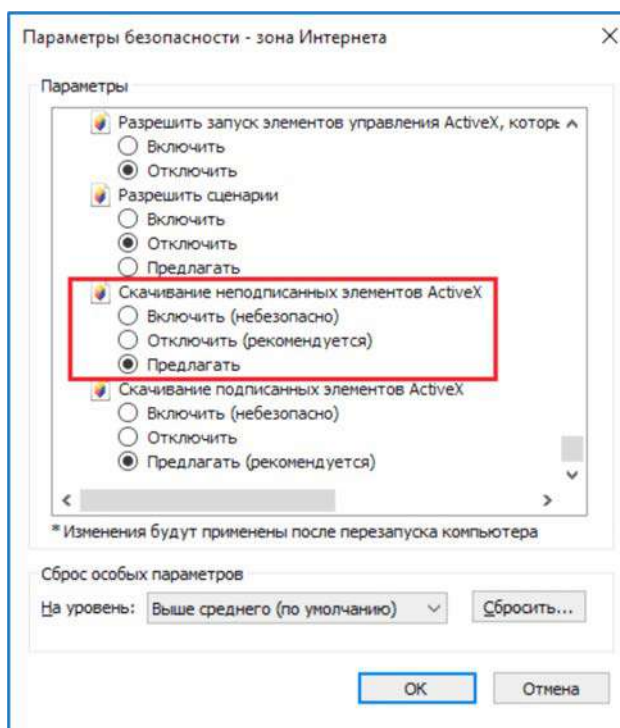 Параметры безопасности - зона Интернета
Параметры
Разрешить запуск элементов управления ActiveX, которь
Включить
Отключить
Разрешить сценарии
Включить
Отключить
Предлагать
Скачивание неподписанных элементов ActiveX
Включить (небезопасно)
Отключить (рекомендуется)
Предлагать
Скачивание подписанных элементов ActiveX
Включить (небезопасно)
Отключить
Предлагать (рекомендуется)
* Изменения будут применены после перезапуска компьютера
Сброс особых параметров
На уровень: Выше среднего (по умолчанию) Сбросить...
ОК Отмена